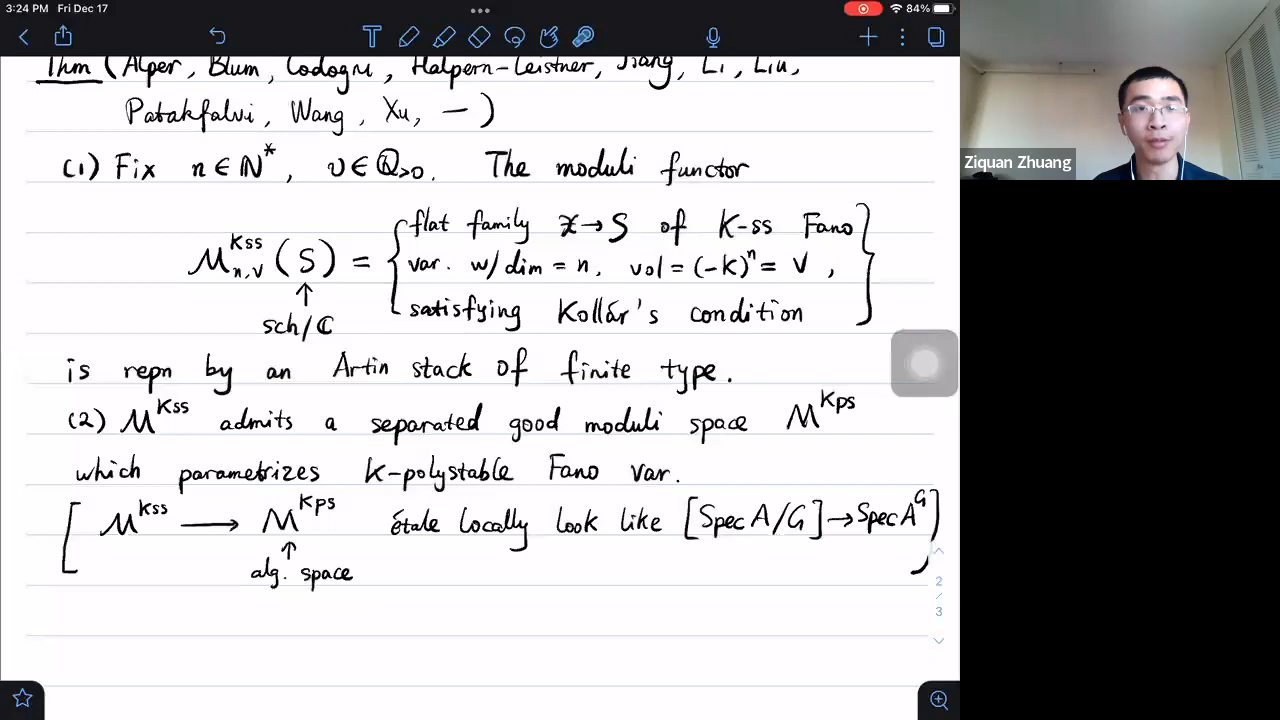 3:24 PM Fri Dec 17
84%
Thm (Alper, Blum, Codogni, Halpern-Leistner, Jiang, Li, Liu,
Patakfalvi, Wang, Xu, —)
(1) Fix n ∈ ℕ*, v ∈ ℚ>0. The moduli functor
flat family 𝒳 → S of K-ss Fano
ℳ^{Kss}_{n,v} (S) = { var. w/ dim = n, vol = (-K)^n = v, }
satisfying Kollár's condition
↑
sch/ℂ
is repn by an Artin stack of finite type.
(2) ℳ^{Kss} admits a separated good moduli space M^{Kps}
which parametrizes K-polystable Fano var.
[ ℳ^{Kss} → M^{Kps} étale locally look like [Spec A/G] → Spec A^G ]
↑
alg. space
2
/
3
Ziquan Zhuang